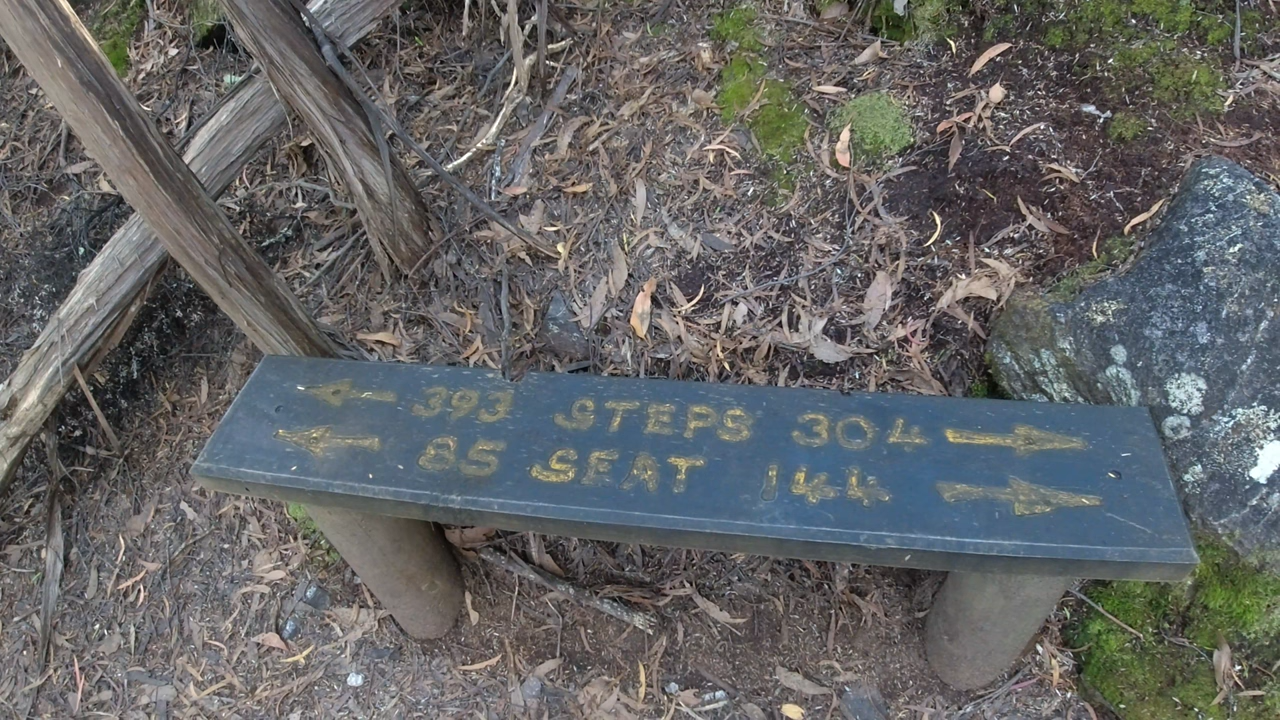 ← 393 STEPS 304 →
← 85 SEAT 144 →